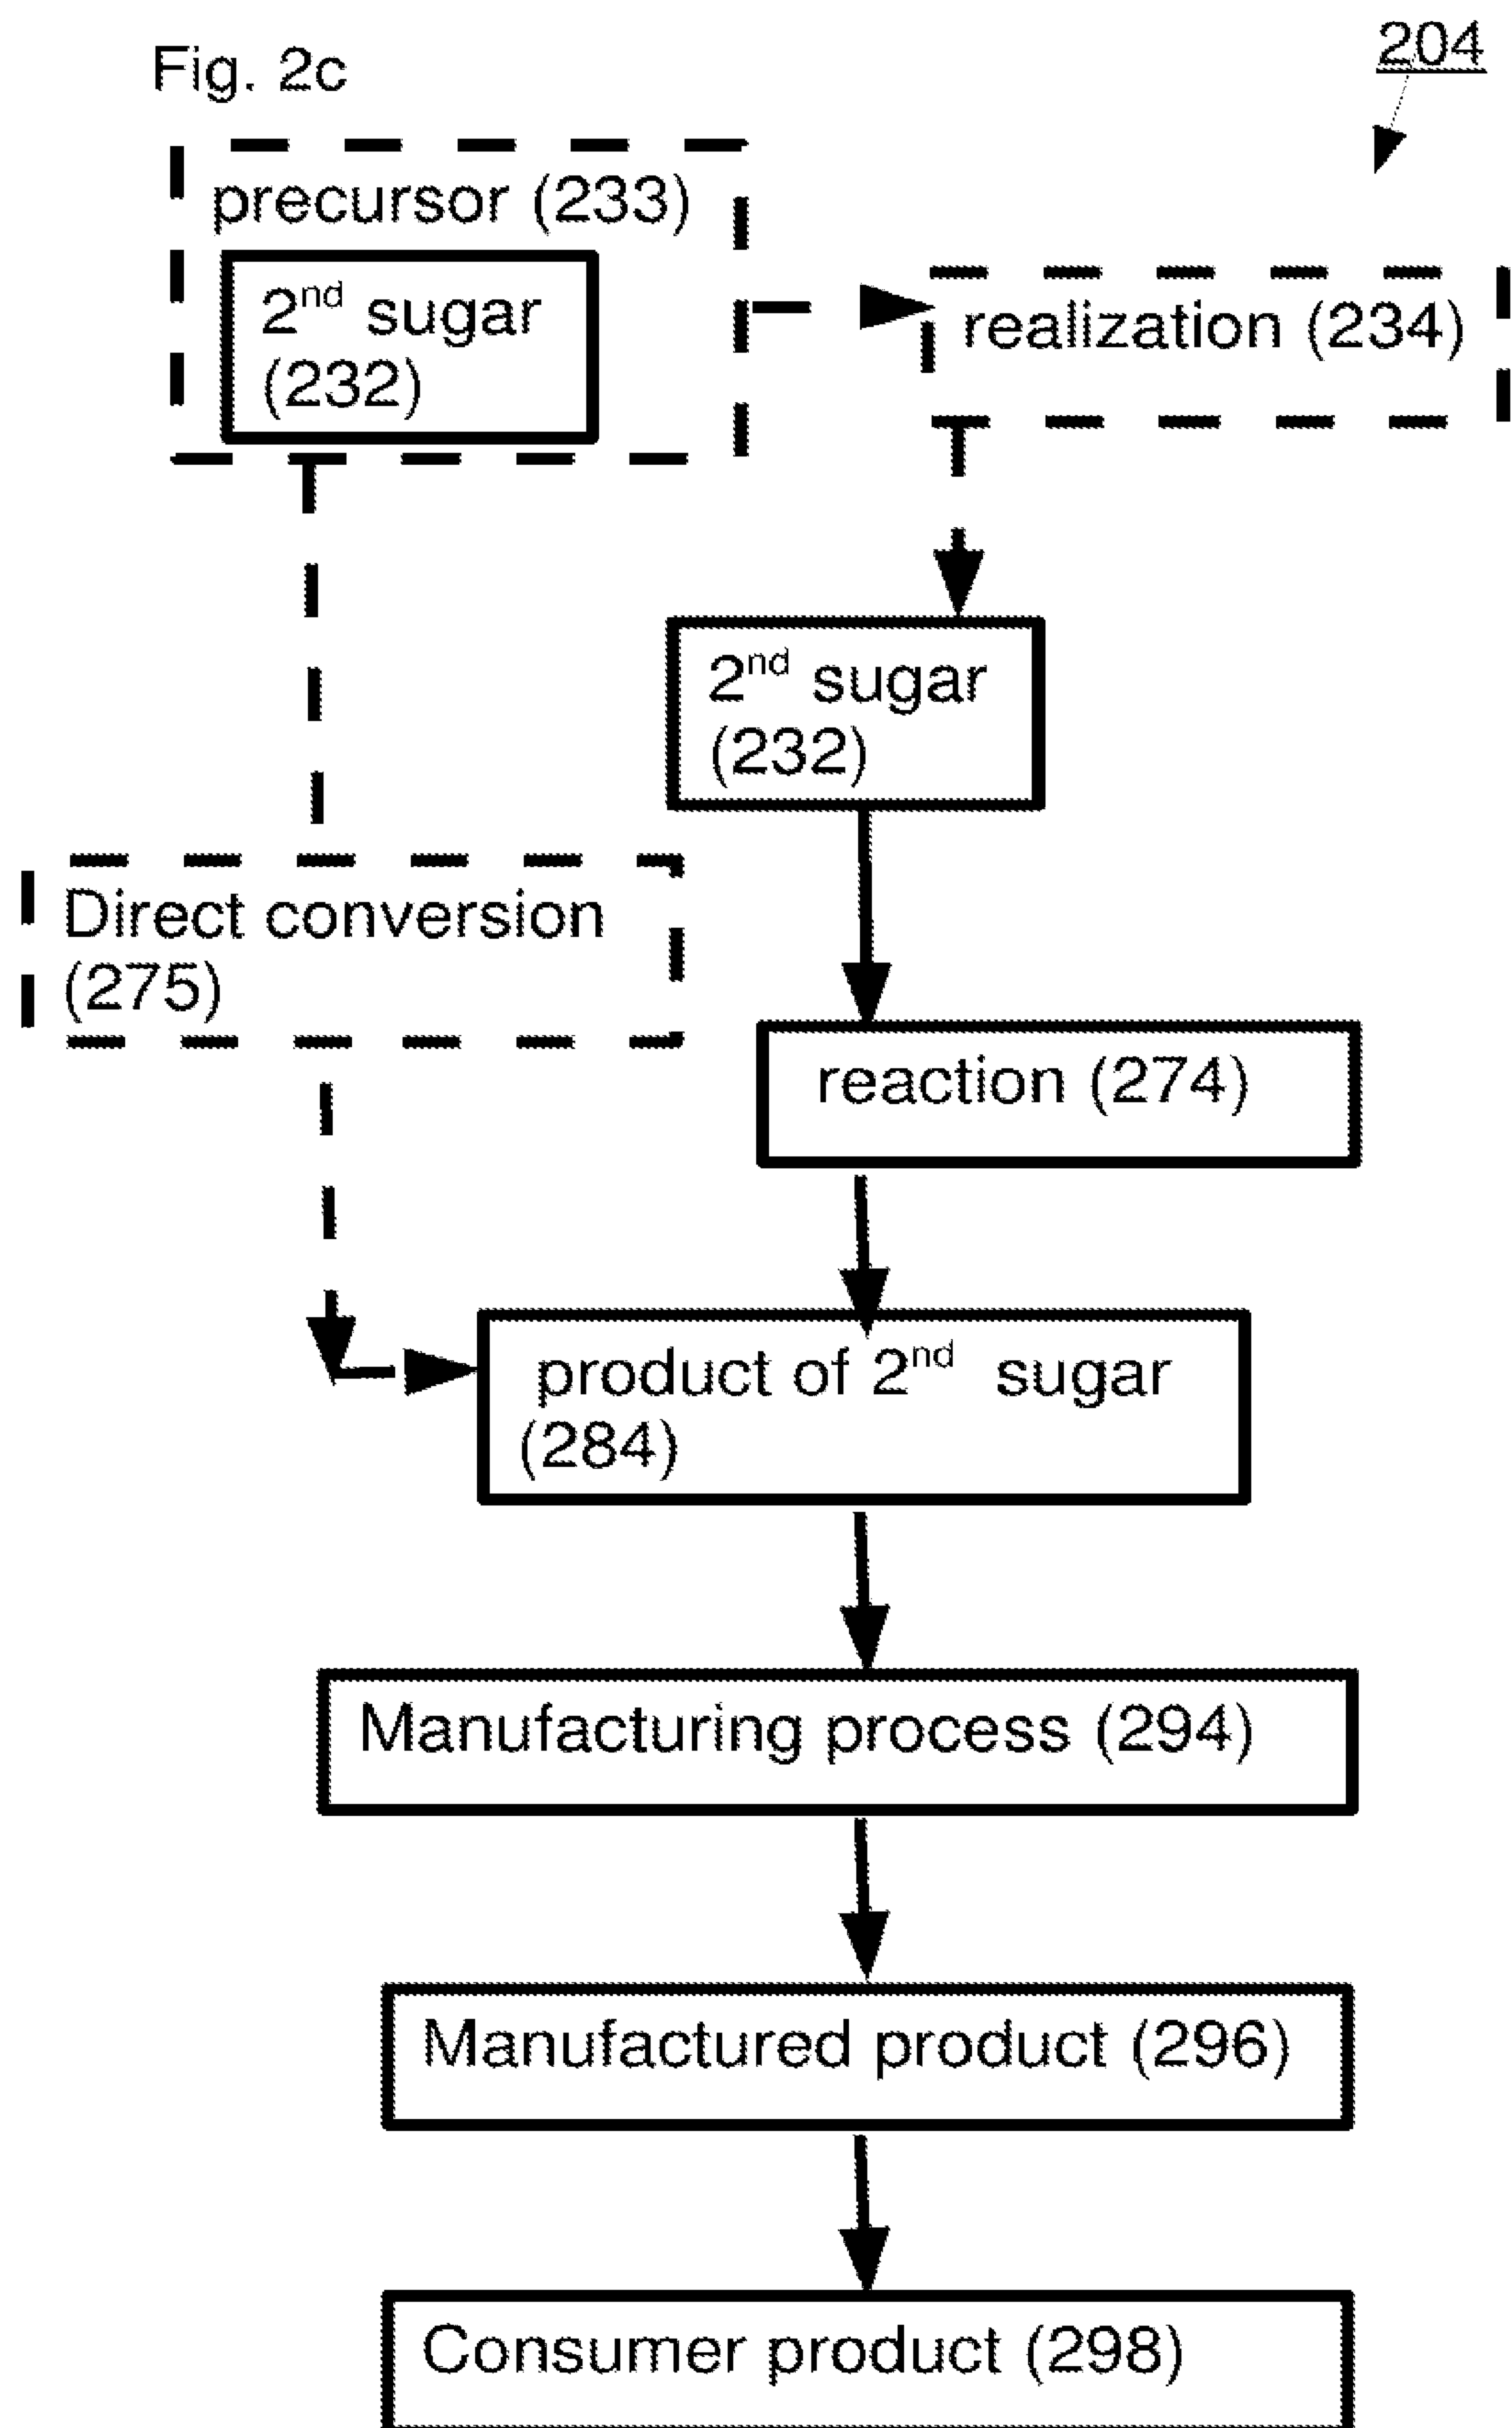 Fig. 2c
204
precursor (233)
2nd sugar
(232)
realization (234)
2nd sugar
(232)
Direct conversion
(275)
reaction (274)
product of 2nd sugar
(284)
Manufacturing process (294)
Manufactured product (296)
Consumer product (298)